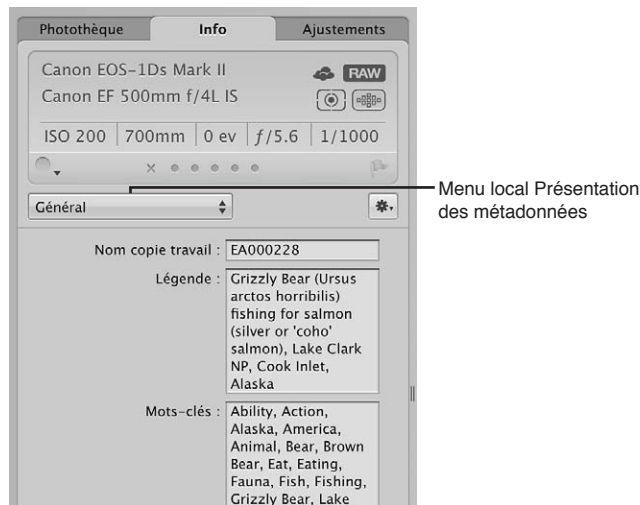 Photothèque Info Ajustements
Canon EOS-1Ds Mark II
RAW
Canon EF 500mm f/4L IS
ISO 200 700mm 0 ev ƒ/5.6 1/1000
Général
Menu local Présentation
des métadonnées
Nom copie travail : EA000228
Légende : Grizzly Bear (Ursus
arctos horribilis)
fishing for salmon
(silver or 'coho'
salmon), Lake Clark
NP, Cook Inlet,
Alaska
Mots-clés : Ability, Action,
Alaska, America,
Animal, Bear, Brown
Bear, Eat, Eating,
Fauna, Fish, Fishing,
Grizzly Bear, Lake